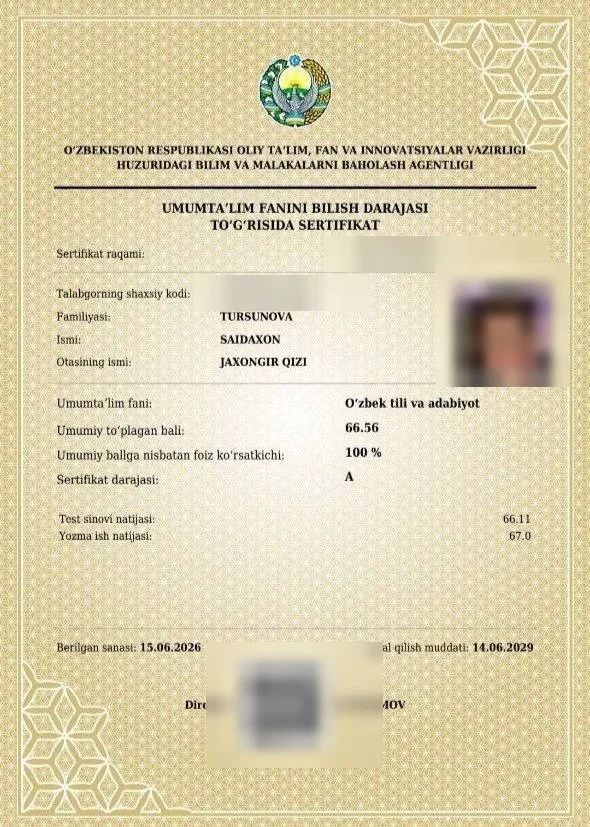 O‘ZBEKISTON RESPUBLIKASI OLIY TA’LIM, FAN VA INNOVATSIYALAR VAZIRLIGI
HUZURIDAGI BILIM VA MALAKALARNI BAHOLASH AGENTLIGI
UMUMTA’LIM FANINI BILISH DARAJASI
TO‘G‘RISIDA SERTIFIKAT
Sertifikat raqami:
Talabgorning shaxsiy kodi:
Familiyasi: TURSUNOVA
Ismi: SAIDAXON
Otasining ismi: JAXONGIR QIZI
Umumta’lim fani: O‘zbek tili va adabiyot
Umumiy to‘plagan bali: 66.56
Umumiy ballga nisbatan foiz ko‘rsatkichi: 100 %
Sertifikat darajasi: A
Test sinovi natijasi: 66.11
Yozma ish natijasi: 67.0
Berilgan sanasi: 15.06.2026 qilish muddati: 14.06.2029